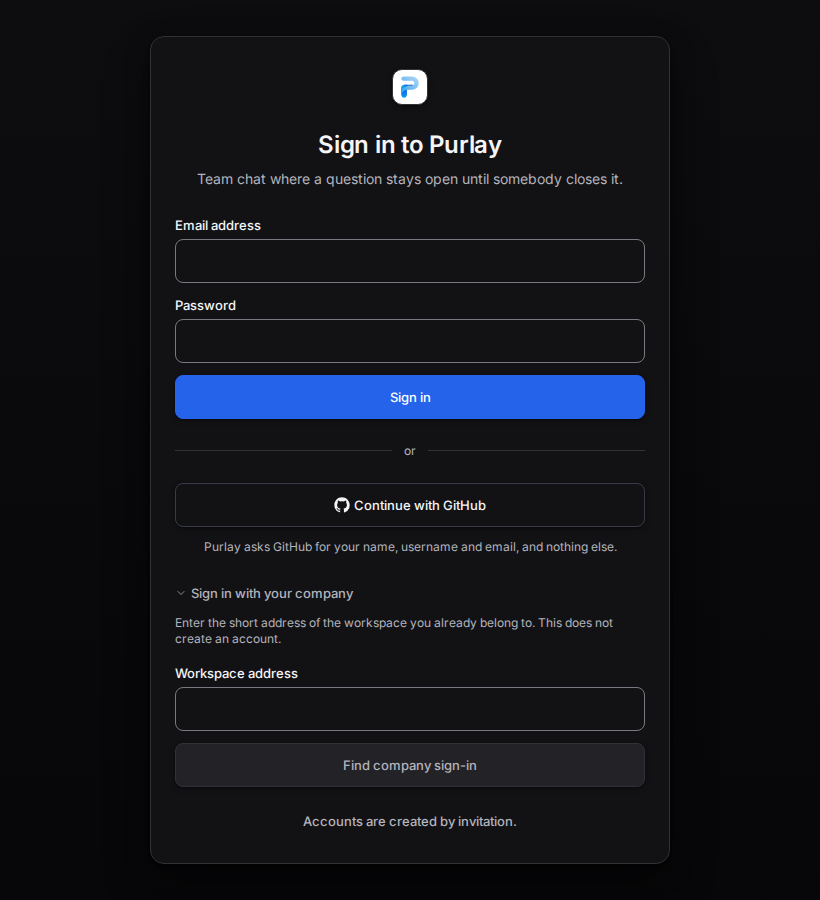 Sign in to Purlay
Team chat where a question stays open until somebody closes it.
Email address
Password
Sign in
or
Continue with GitHub
Purlay asks GitHub for your name, username and email, and nothing else.
Sign in with your company
Enter the short address of the workspace you already belong to. This does not
create an account.
Workspace address
Find company sign-in
Accounts are created by invitation.